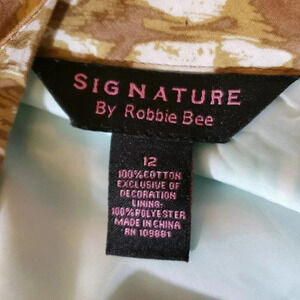 SIGNATURE
By Robbie Bee
12
100% COTTON
EXCLUSIVE OF
DECORATION
LINING:
100% POLYESTER
MADE IN CHINA
RN 109881